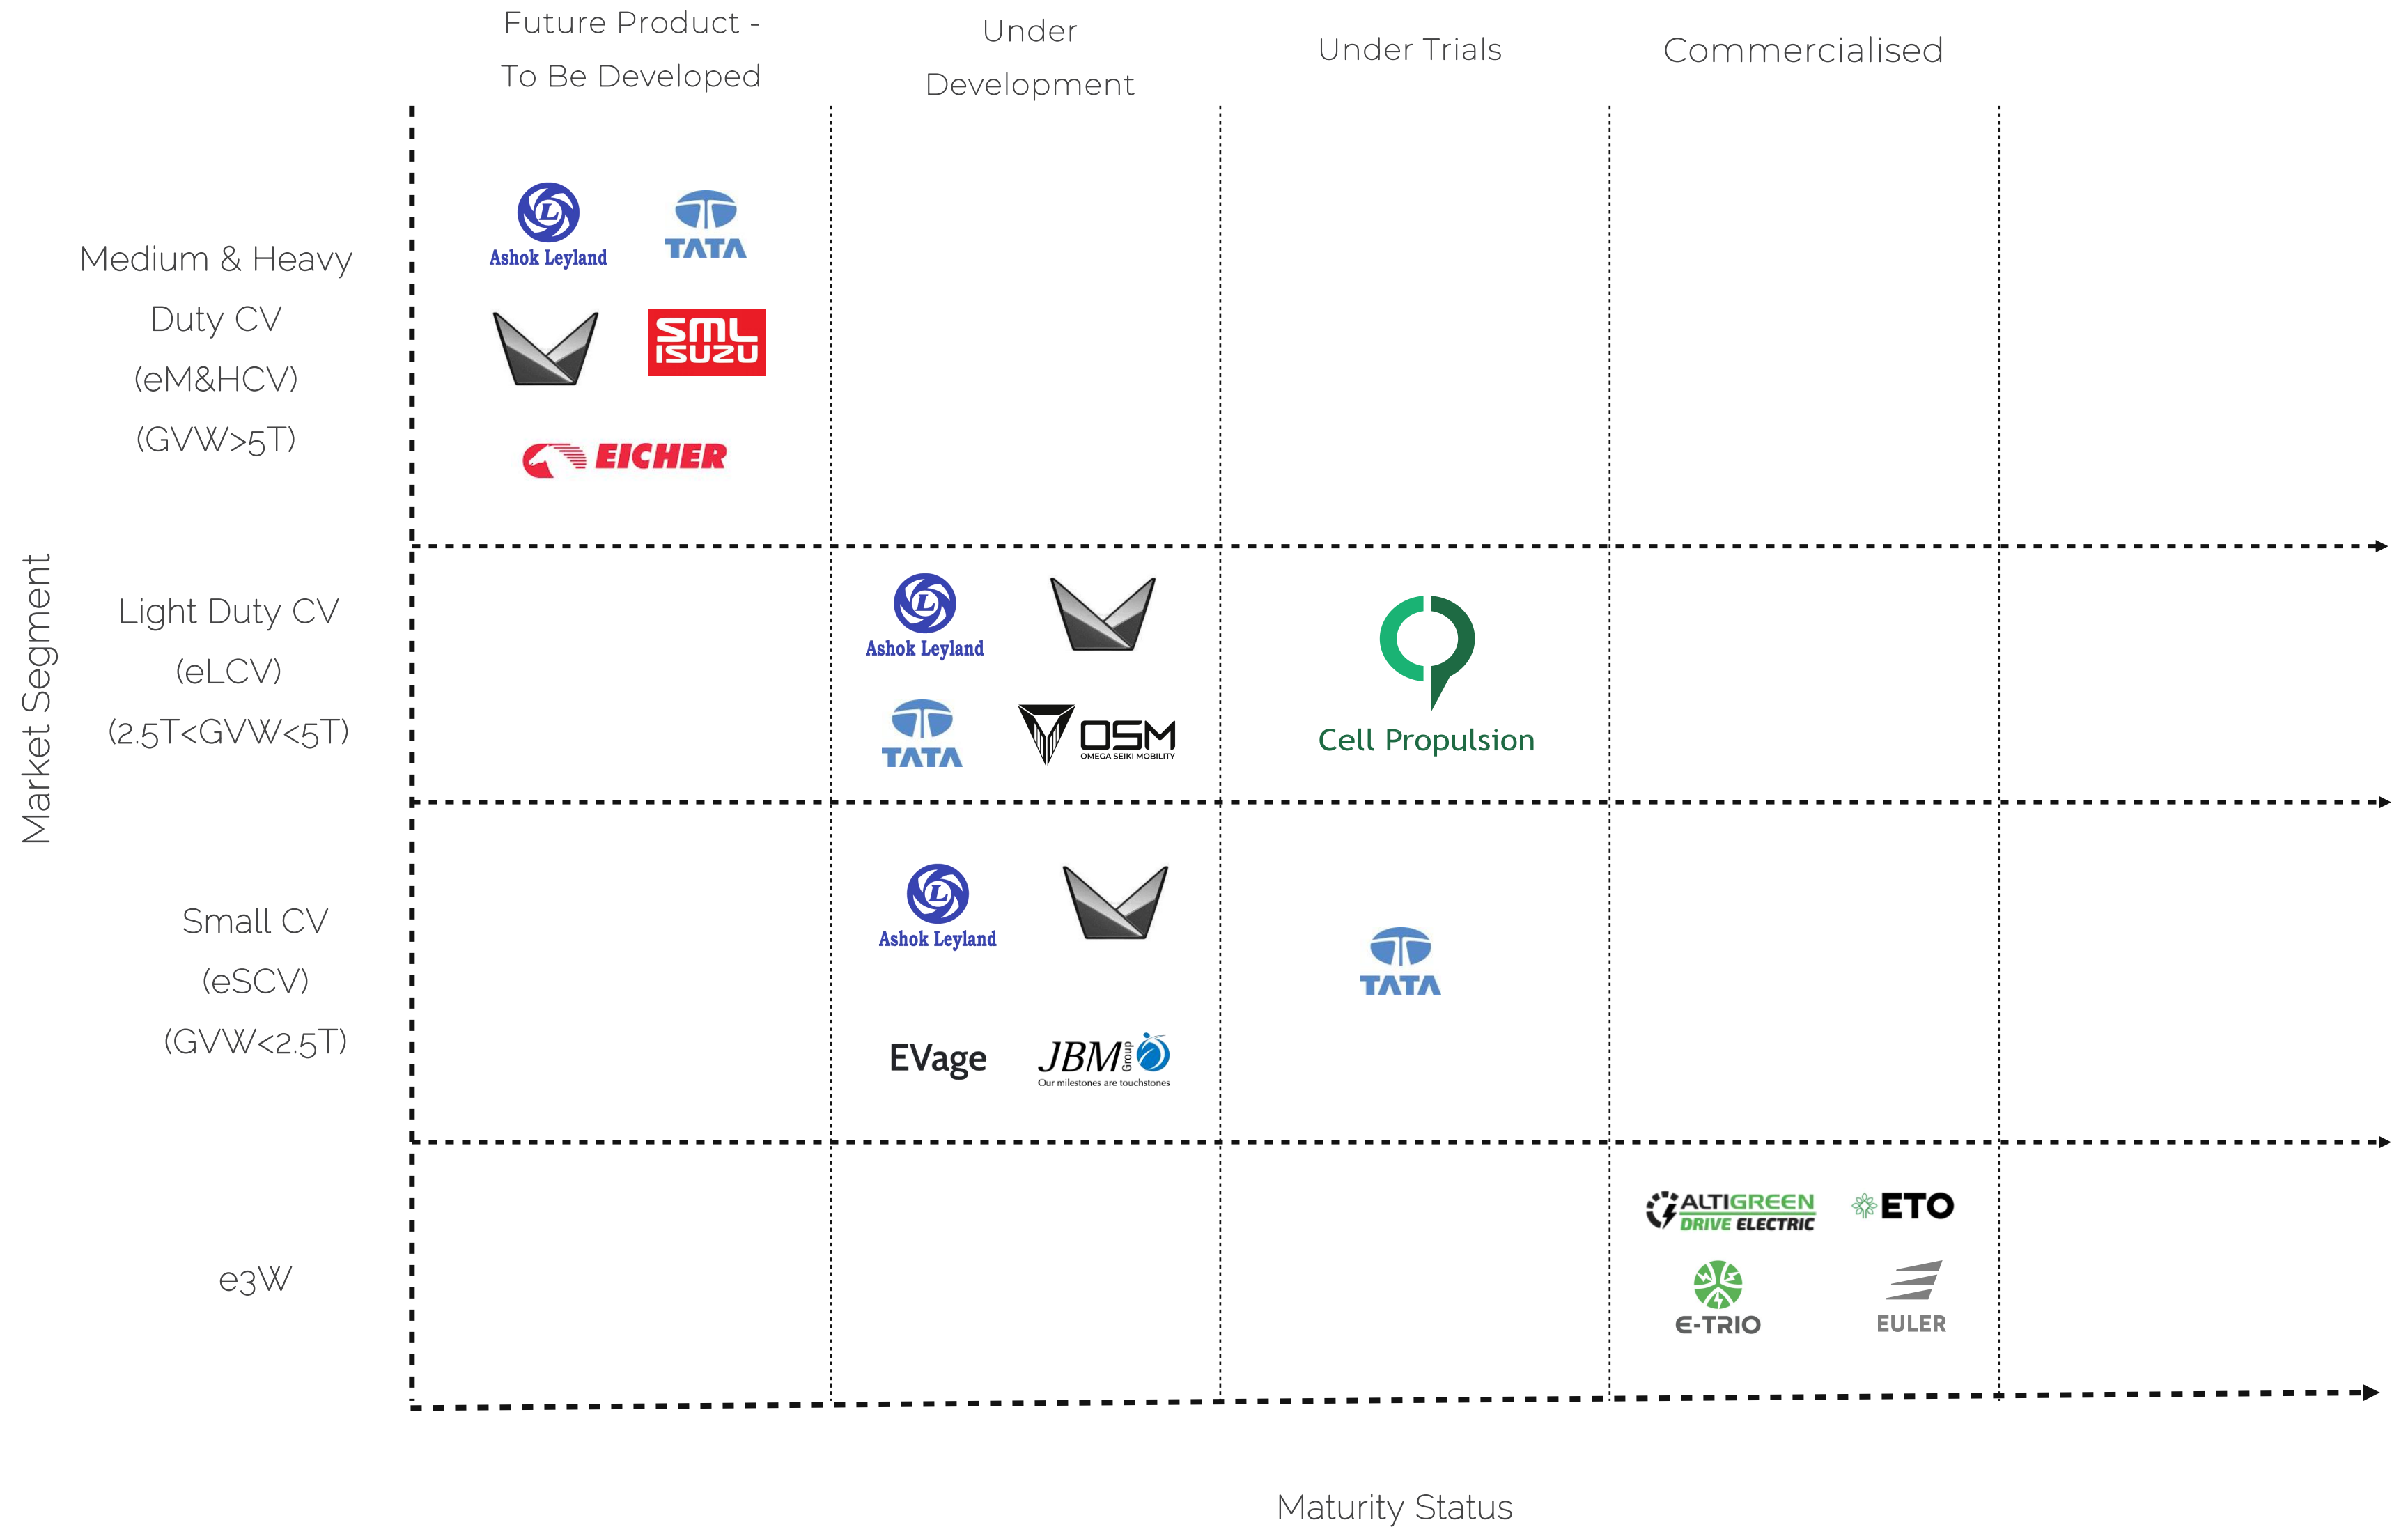 Future Product -
To Be Developed
Under
Development
Under Trials
Commercialised
Market Segment
Medium & Heavy
Duty CV
(eM&HCV)
(GVW>5T)
L
Ashok Leyland
TATA
SML
ISUZU
EICHER
Light Duty CV
(eLCV)
(2.5T<GVW<5T)
L
Ashok Leyland
TATA
OSM
OMEGA SEIKI MOBILITY
Cell Propulsion
Small CV
(eSCV)
(GVW<2.5T)
L
Ashok Leyland
EVage
JBM Group
Our milestones are touchstones
TATA
e3W
ALTIGREEN
DRIVE ELECTRIC
ETO
E-TRIO
EULER
Maturity Status